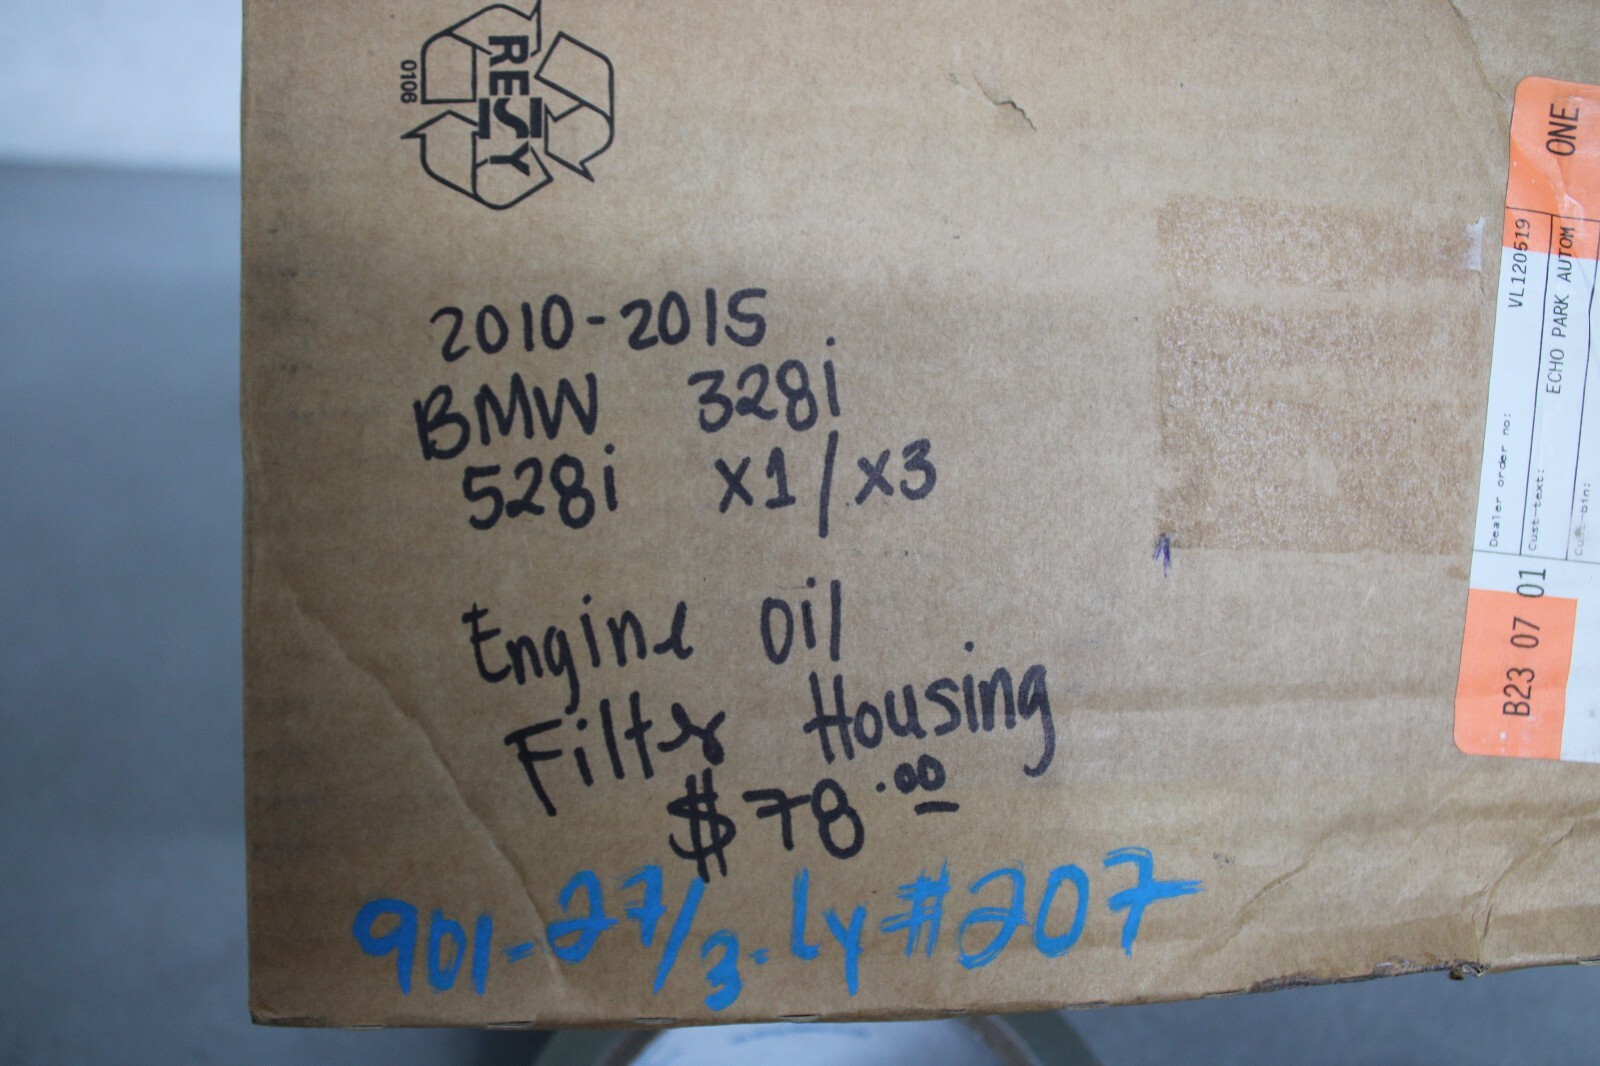 RESY
0106
2010-2015
BMW 328i
528i X1/X3
Engine Oil
Filter Housing
$78.00
901-27/3-ly#207
ONE
Dealer order no: VL120519
Cust-text: ECHO PARK AUTOM
B23 07 01